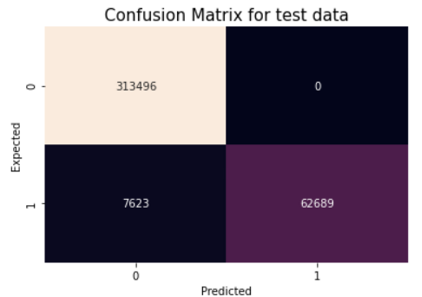 Confusion Matrix for test data
Expected
0
313496
0
1
7623
62689
0
1
Predicted